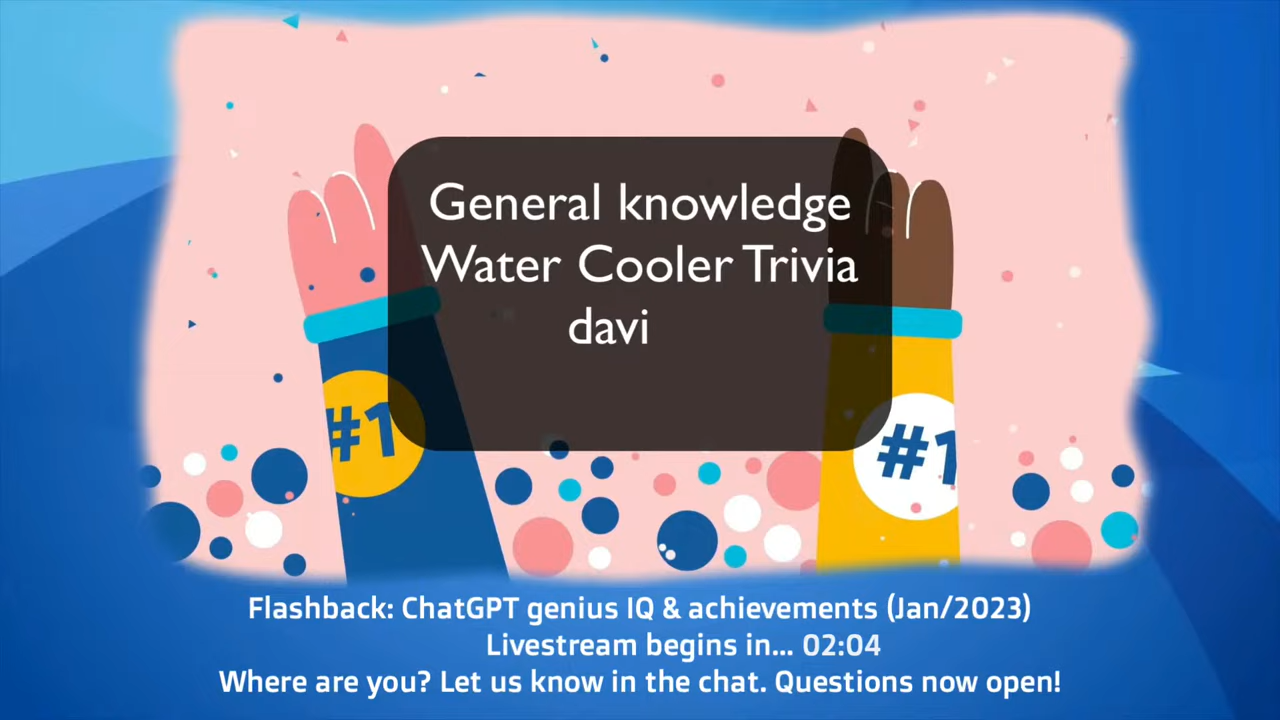 General knowledge
Water Cooler Trivia
davi
#1
#1
Flashback: ChatGPT genius IQ & achievements (Jan/2023)
Livestream begins in... 02:04
Where are you? Let us know in the chat. Questions now open!